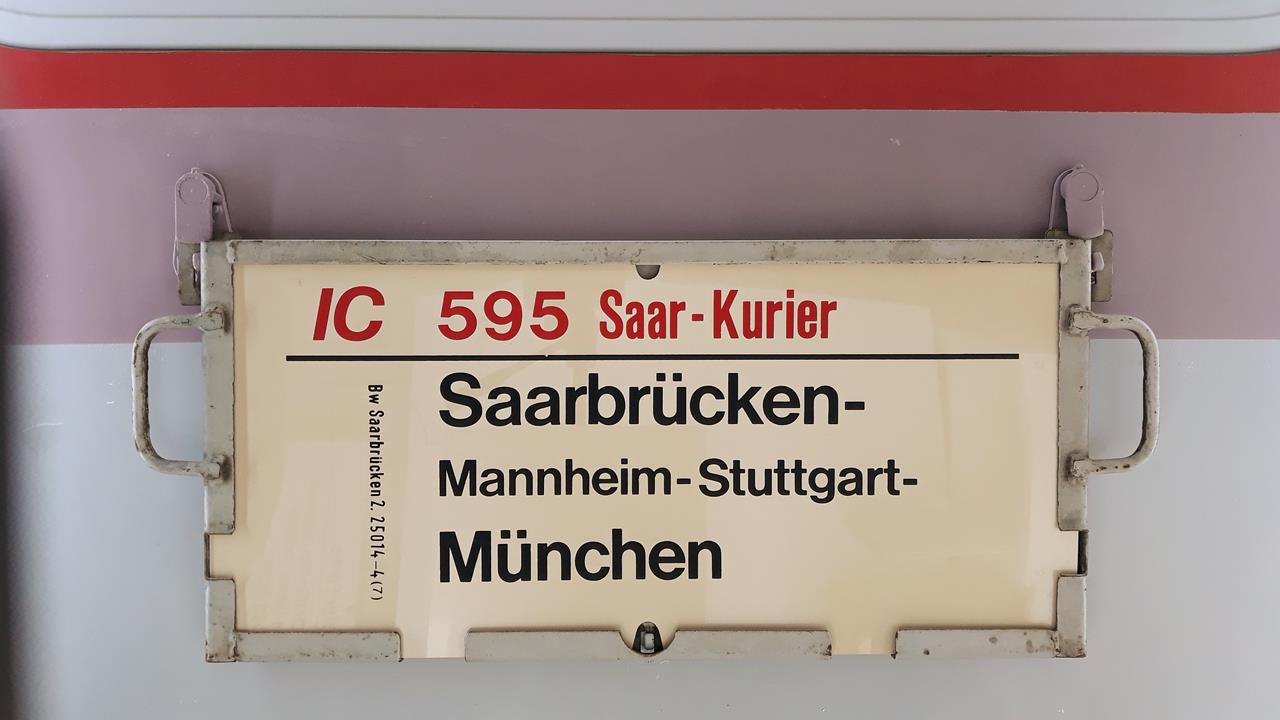 IC 595 Saar-Kurier
Saarbrücken-
Mannheim-Stuttgart-
München
Bw Saarbrücken 2. 25014-4(7)